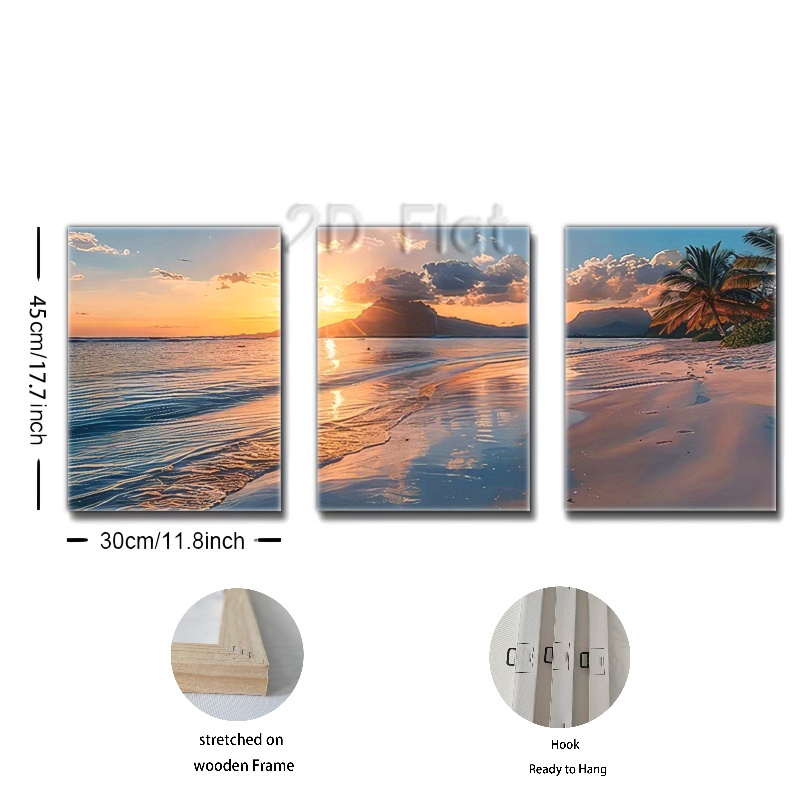 2D Flat
45cm/17.7inch
30cm/11.8inch
stretched on
wooden Frame
Hook
Ready to Hang